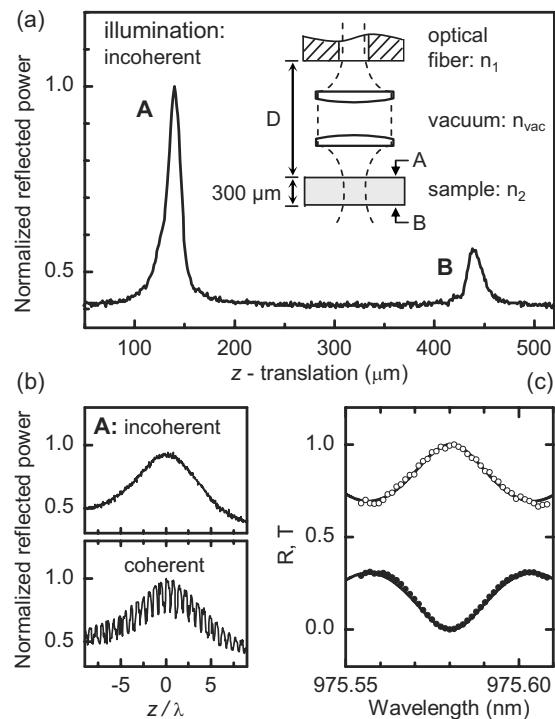 (a)
illumination:
incoherent
A
B
Normalized reflected power
1.0
0.5
100
200
300
400
500
z - translation (μm)
optical
fiber: n₁
D
vacuum: nvac
A
300 μm
sample: n₂
B
(b)
A: incoherent
1.0
0.5
coherent
1.0
0.5
Normalized reflected power
-5
0
5
z / λ
(c)
R, T
1.0
0.5
0.0
975.55
975.60
Wavelength (nm)